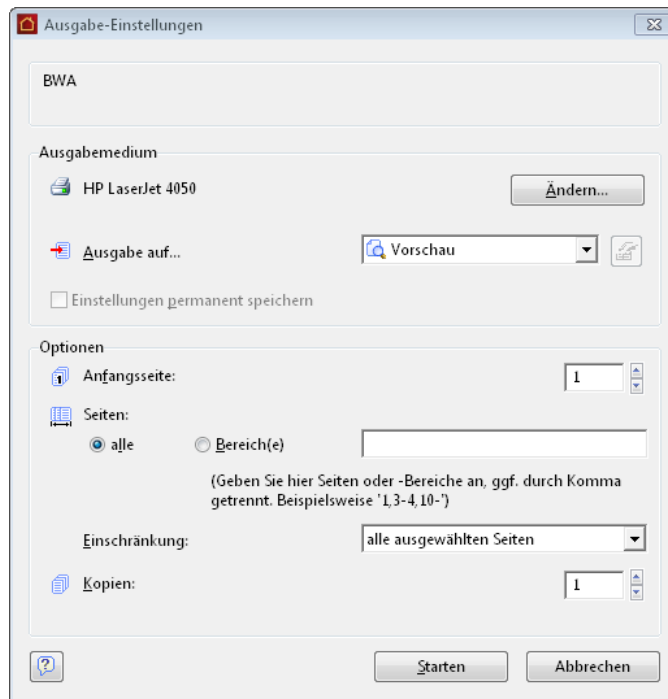 Ausgabe-Einstellungen
BWA
Ausgabemedium
HP LaserJet 4050
Ändern...
Ausgabe auf...
Vorschau
Einstellungen permanent speichern
Optionen
Anfangsseite:
1
Seiten:
alle
Bereich(e)
(Geben Sie hier Seiten oder -Bereiche an, ggf. durch Komma
getrennt. Beispielsweise '1,3-4,10-')
Einschränkung:
alle ausgewählten Seiten
Kopien:
1
Starten
Abbrechen